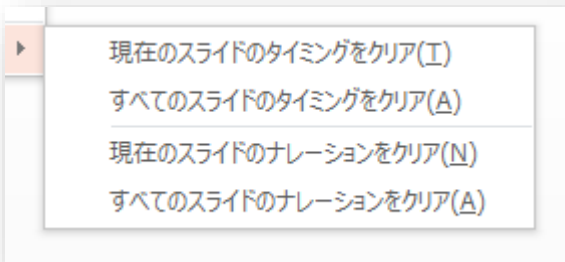 現在のスライドのタイミングをクリア(T)
すべてのスライドのタイミングをクリア(A)
現在のスライドのナレーションをクリア(N)
すべてのスライドのナレーションをクリア(A)